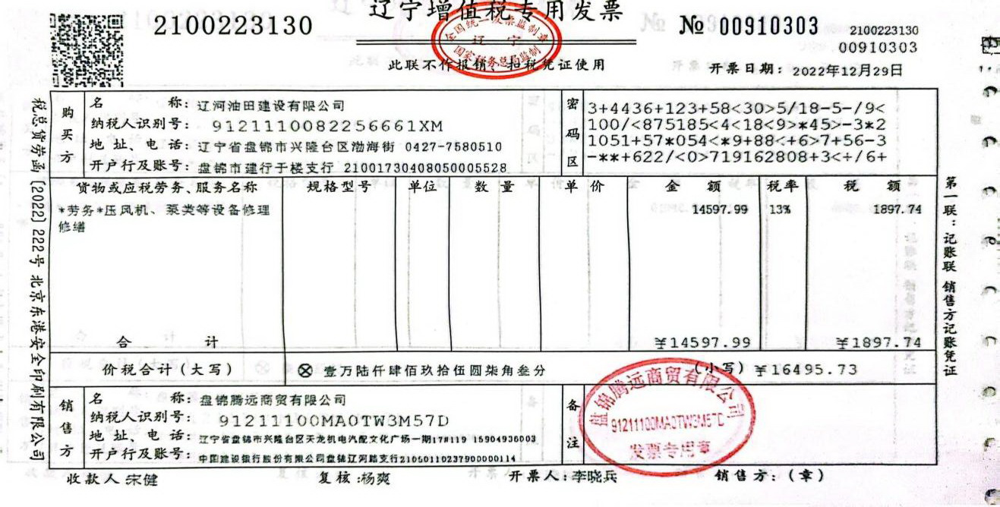 2100223130
辽宁增值税专用发票
全国统一发票监制章
辽宁
国家税务总局监制
此联不作报销、扣税凭证使用
№ 00910303
2100223130
00910303
开票日期: 2022年12月29日
税总货劳函〔2022〕222号 北京东港安全印刷有限公司
购买方
名 称: 辽河油田建设有限公司
纳税人识别号: 9121110082256661XM
地址、电话: 辽宁省盘锦市兴隆台区渤海街 0427-7580510
开户行及账号: 盘锦市建行于楼支行 21001730408050005528
密码区
3+4436+123+58<30>5/18-5-/9<
100/<875185<4<18<9>*45>-3*2
1051+57*054<*9+88<+6>7+56-3
-**+622/<0>719162808+3<+/6+
货物或应税劳务、服务名称 规格型号 单位 数量 单价 金额 税率 税额
*劳务*压风机、泵类等设备修理 14597.99 13% 1897.74
修缮
合计 ¥14597.99 ¥1897.74
价税合计(大写) ⊗ 壹万陆仟肆佰玖拾伍圆柒角叁分 (小写) ¥16495.73
销售方
名 称: 盘锦腾远商贸有限公司
纳税人识别号: 91211100MA0TW3M57D
地址、电话: 辽宁省盘锦市兴隆台区天龙机电汽配文化广场一期17#119 15904936003
开户行及账号: 中国建设银行股份有限公司盘锦辽河路支行21050110237900000114
备注
盘锦腾远商贸有限公司
91211100MA0TW3M57D
发票专用章
第一联:记账联 销售方记账凭证
收款人 宋健 复核:杨爽 开票人:李晓兵 销售方:(章)